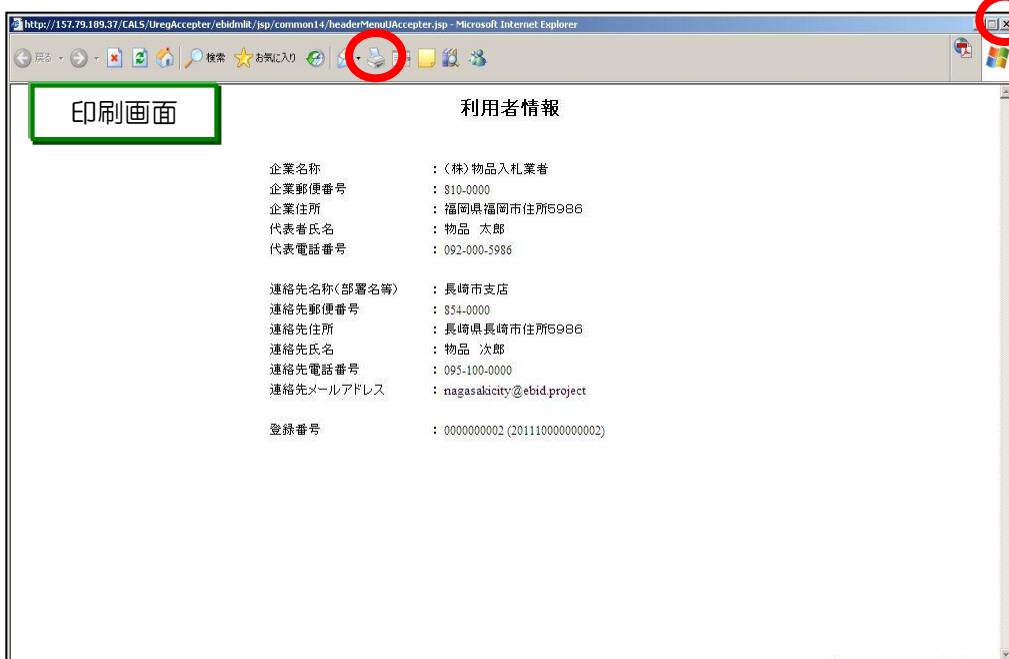 http://157.79.189.37/CALS/UregAccepter/ebidmlit/jsp/common14/headerMenuUAccepter.jsp - Microsoft Internet Explorer
戻る 検索 お気に入り
印刷画面
利用者情報
企業名称 : (株)物品入札業者
企業郵便番号 : 810-0000
企業住所 : 福岡県福岡市住所5986
代表者氏名 : 物品 太郎
代表電話番号 : 092-000-5986
連絡先名称(部署名等) : 長崎市支店
連絡先郵便番号 : 854-0000
連絡先住所 : 長崎県長崎市住所5986
連絡先氏名 : 物品 次郎
連絡先電話番号 : 095-100-0000
連絡先メールアドレス : nagasakicity@ebid.project
登録番号 : 0000000002 (201110000000002)